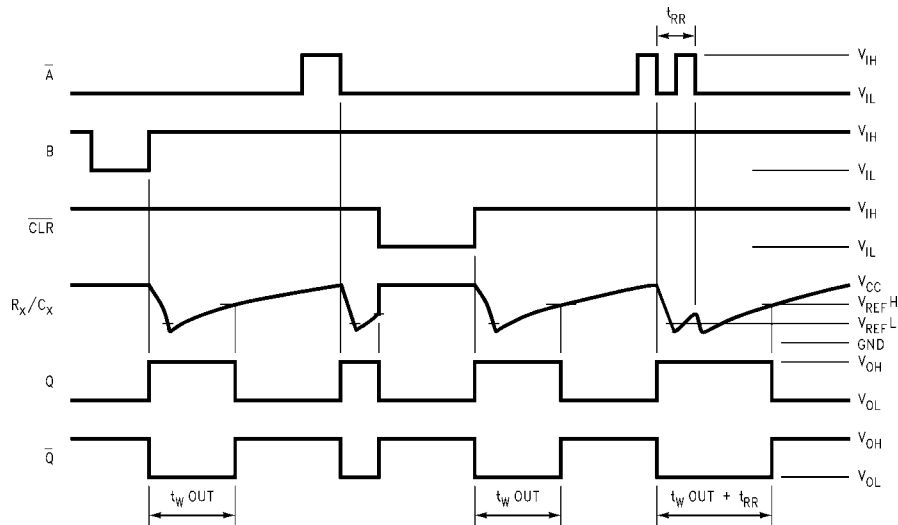 t_RR
A̅
V_IH
V_IL
B
V_IH
V_IL
C̅L̅R̅
V_IH
V_IL
R_X/C_X
V_CC
V_REF H
V_REF L
GND
Q
V_OH
V_OL
Q̅
V_OH
V_OL
t_W OUT
t_W OUT
t_W OUT + t_RR